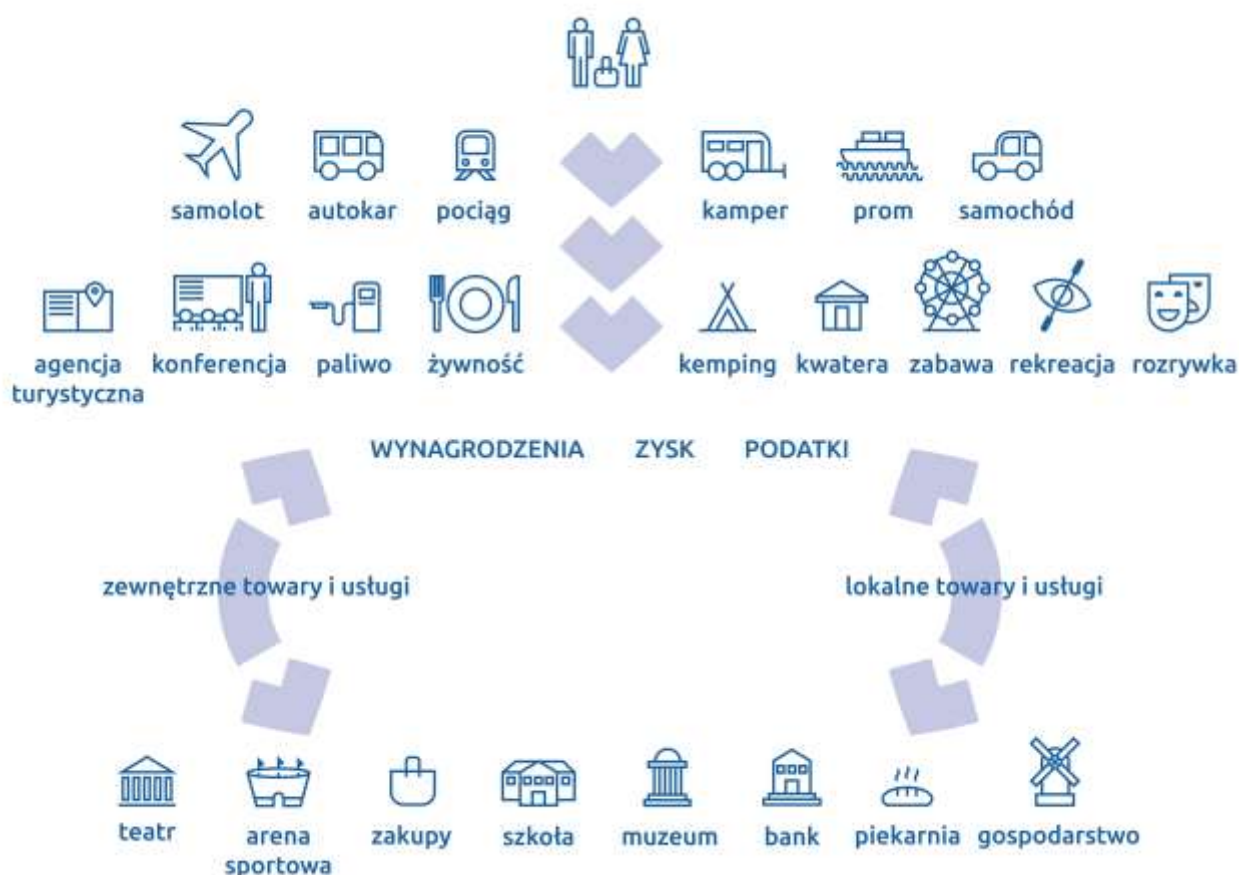 samolot autokar pociąg kamper prom samochód
agencja turystyczna konferencja paliwo żywność kemping kwatera zabawa rekreacja rozrywka
WYNAGRODZENIA ZYSK PODATKI
zewnętrzne towary i usługi lokalne towary i usługi
teatr arena sportowa zakupy szkoła muzeum bank piekarnia gospodarstwo